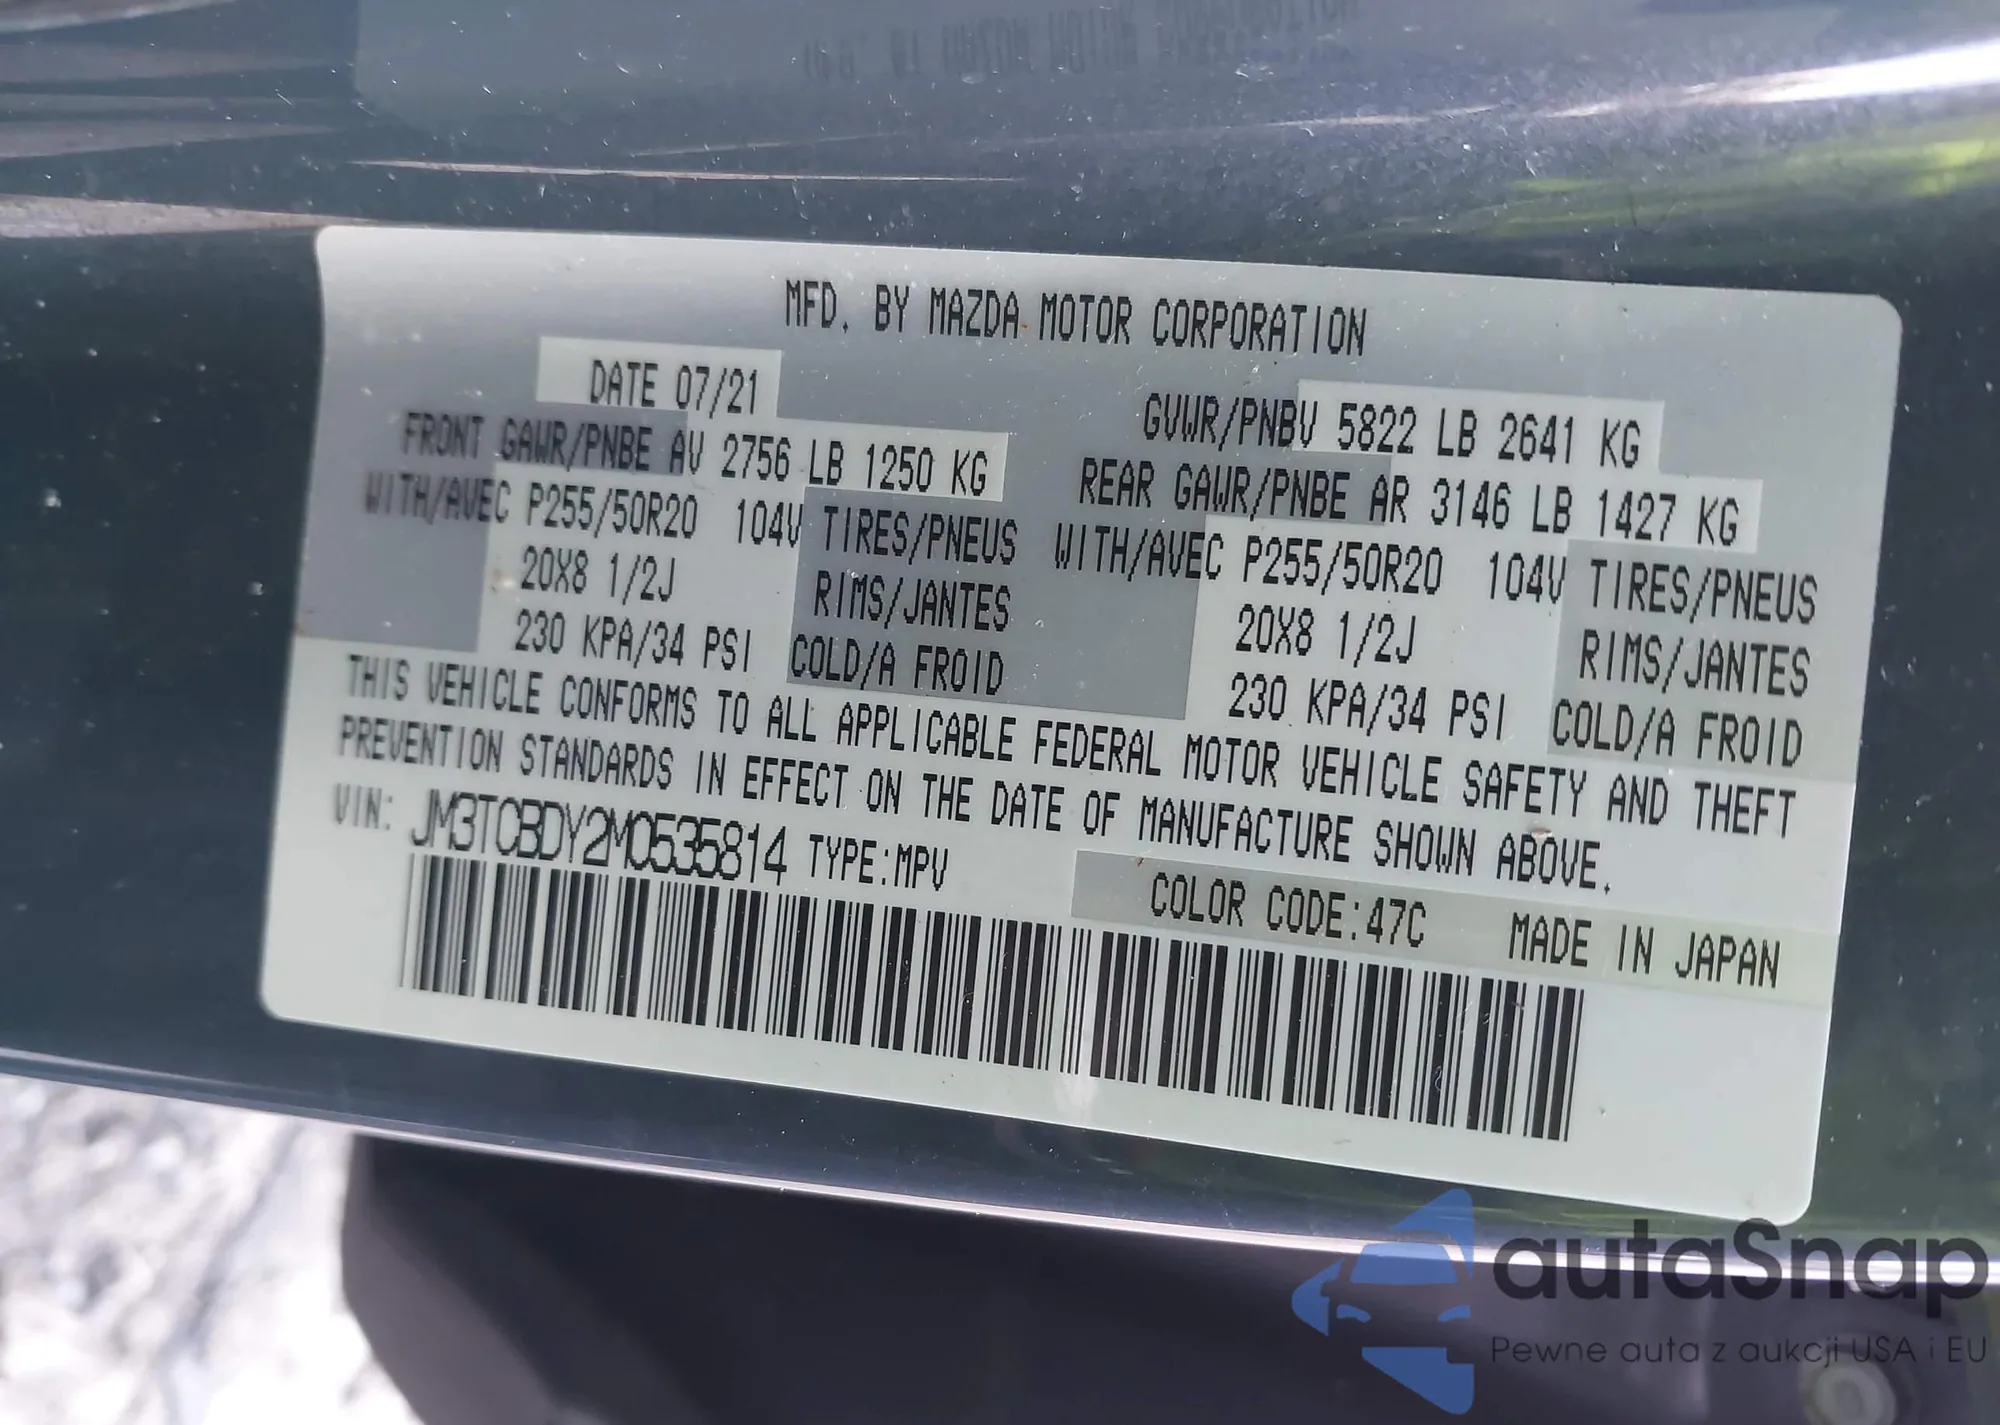 MFD. BY MAZDA MOTOR CORPORATION
DATE 07/21 GVWR/PNBV 5822 LB 2641 KG
FRONT GAWR/PNBE AV 2756 LB 1250 KG REAR GAWR/PNBE AR 3146 LB 1427 KG
WITH/AVEC P255/50R20 104V TIRES/PNEUS WITH/AVEC P255/50R20 104V TIRES/PNEUS
20X8 1/2J RIMS/JANTES 20X8 1/2J RIMS/JANTES
230 KPA/34 PSI COLD/A FROID 230 KPA/34 PSI COLD/A FROID
THIS VEHICLE CONFORMS TO ALL APPLICABLE FEDERAL MOTOR VEHICLE SAFETY AND THEFT
PREVENTION STANDARDS IN EFFECT ON THE DATE OF MANUFACTURE SHOWN ABOVE.
VIN: JM3TCBDY2M0535814 TYPE:MPV
COLOR CODE:47C MADE IN JAPAN
autaSnap
Pewne auta z aukcji USA i EU